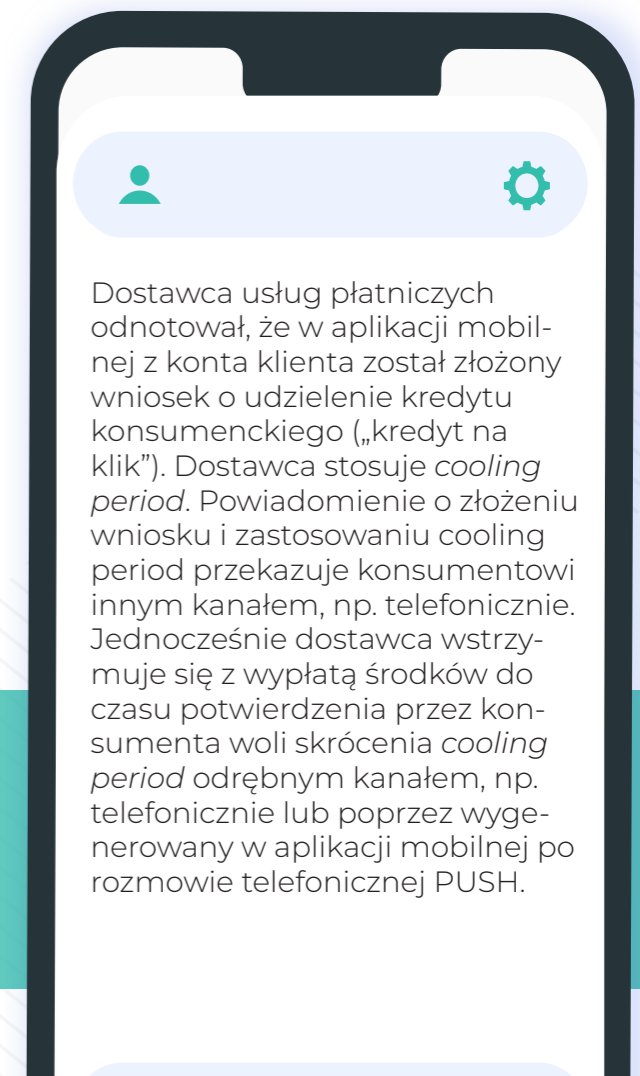 Dostawca usług płatniczych
odnotował, że w aplikacji mobil-
nej z konta klienta został złożony
wniosek o udzielenie kredytu
konsumenckiego („kredyt na
klik”). Dostawca stosuje cooling
period. Powiadomienie o złożeniu
wniosku i zastosowaniu cooling
period przekazuje konsumentowi
innym kanałem, np. telefonicznie.
Jednocześnie dostawca wstrzy-
muje się z wypłatą środków do
czasu potwierdzenia przez kon-
sumenta woli skrócenia cooling
period odrębnym kanałem, np.
telefonicznie lub poprzez wyge-
nerowany w aplikacji mobilnej po
rozmowie telefonicznej PUSH.